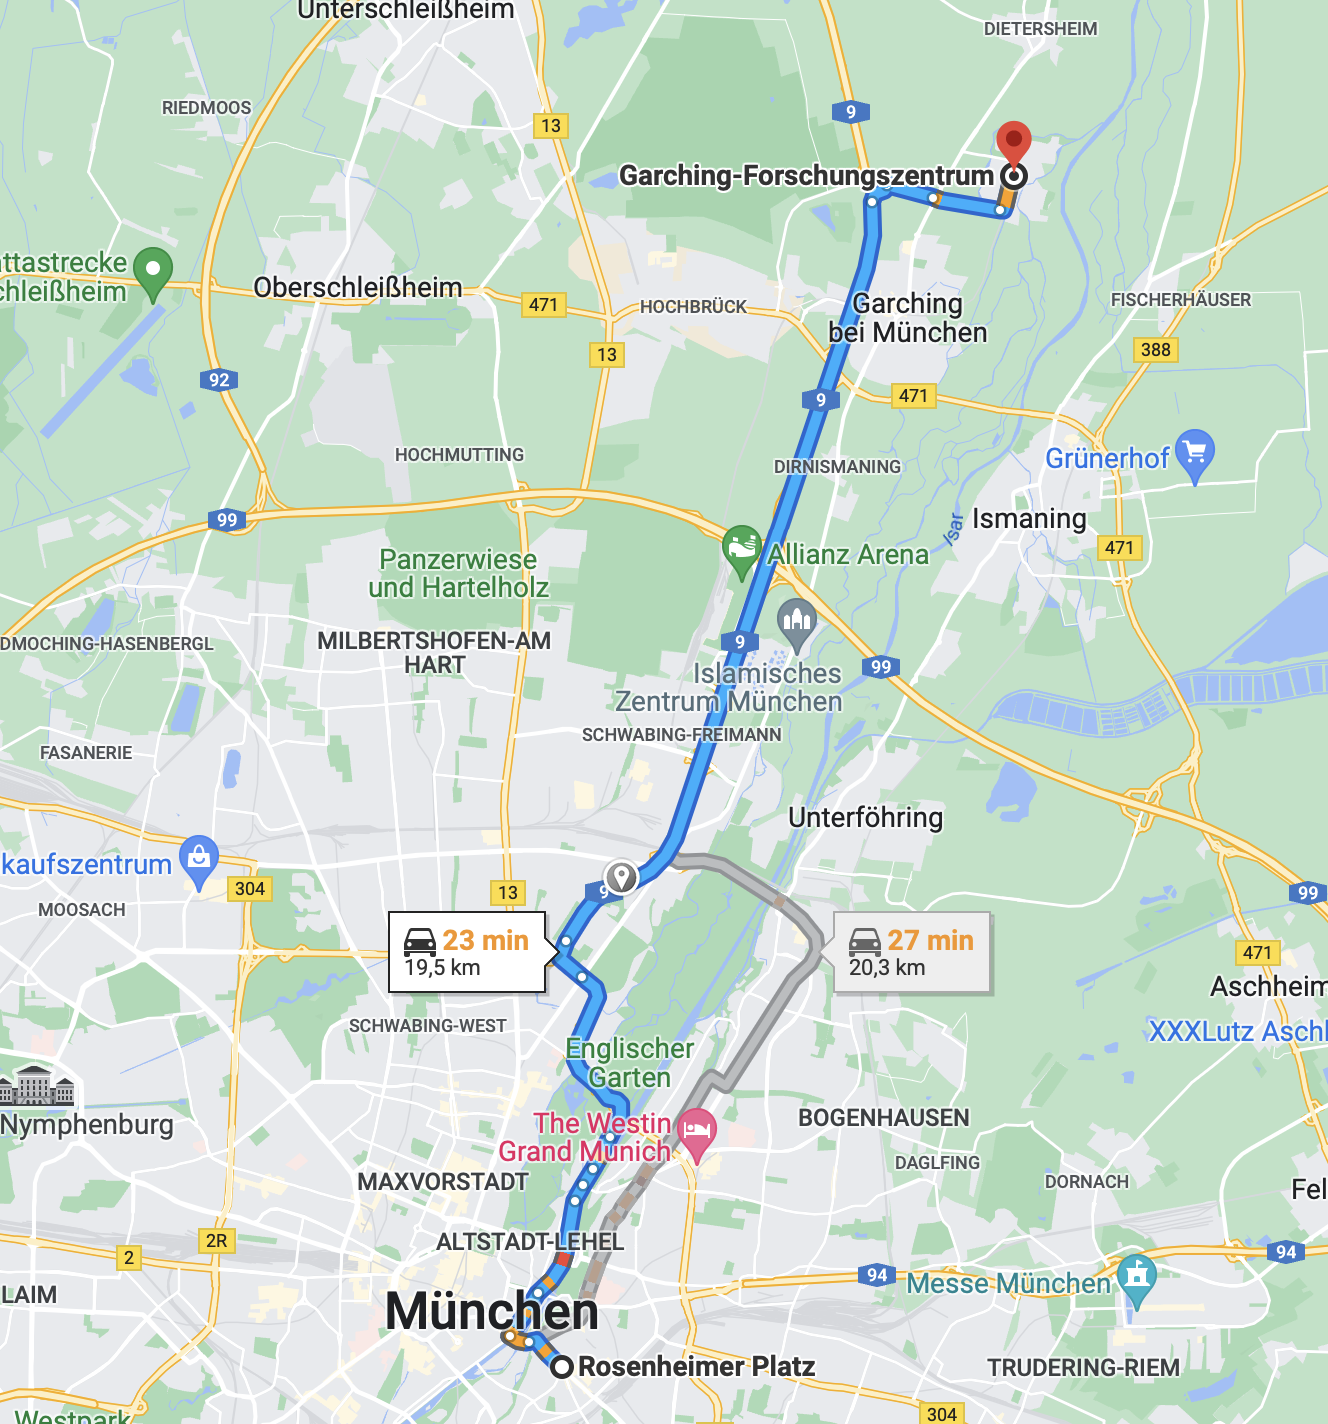 Unterschleißheim
DIETERSHEIM
RIEDMOOS
9
13
Garching-Forschungszentrum
attastrecke
chleißheim
Oberschleißheim
471
HOCHBRÜCK
Garching
bei München
FISCHERHÄUSER
13
388
92
9
471
HOCHMUTTING
DIRNISMANING
Grünerhof
99
Isar
Ismaning
471
Panzerwiese
und Hartelholz
Allianz Arena
DMOCHING-HASENBERGL
MILBERTSHOFEN-AM
HART
9
99
Islamisches
Zentrum München
SCHWABING-FREIMANN
FASANERIE
Unterföhring
kaufszentrum
304
13
9
99
MOOSACH
23 min
19,5 km
27 min
20,3 km
471
Aschheim
SCHWABING-WEST
XXXLutz Aschh
Englischer
Garten
Nymphenburg
The Westin
Grand Munich
BOGENHAUSEN
DAGLFING
MAXVORSTADT
DORNACH
Fel
2R
ALTSTADT-LEHEL
2
94
94
Messe München
LAIM
München
Rosenheimer Platz
TRUDERING-RIEM
304
Westpark